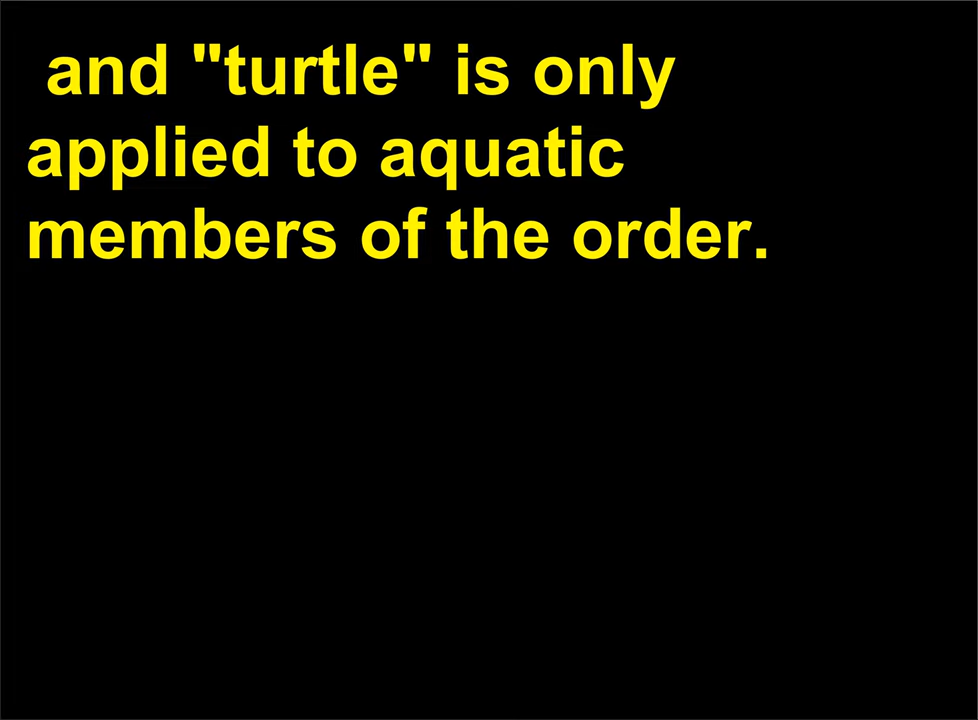 and "turtle" is only
applied to aquatic
members of the order.